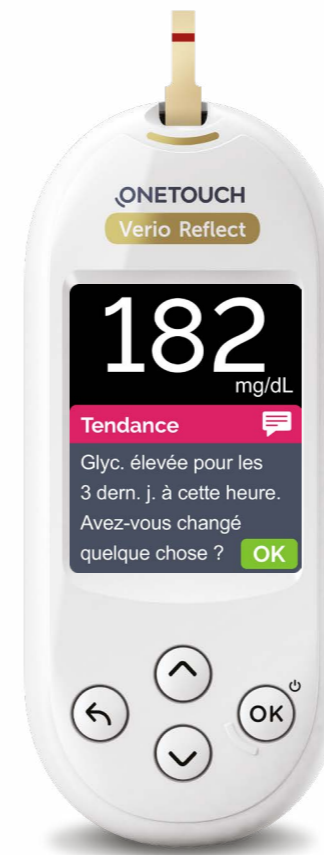 ONETOUCH
Verio Reflect
182
mg/dL
Tendance
Glyc. élevée pour les
3 dern. j. à cette heure.
Avez-vous changé
quelque chose ? OK
OK